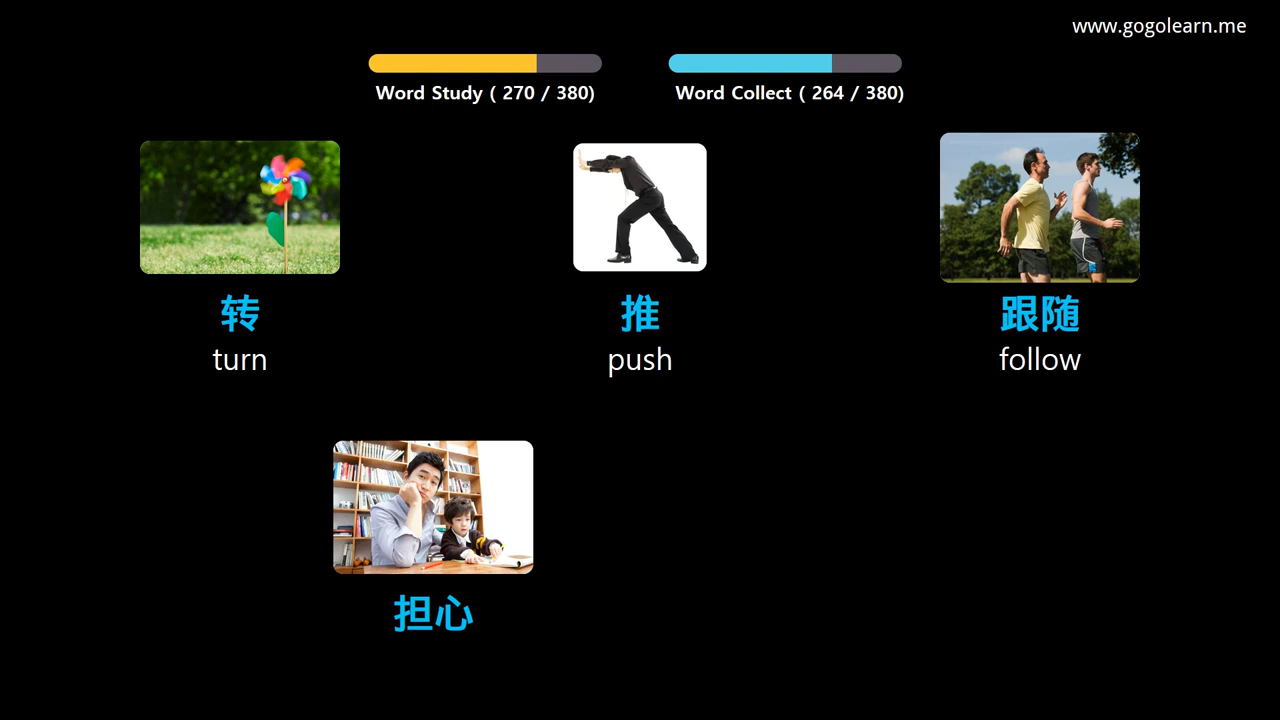 www.gogolearn.me
Word Study ( 270 / 380)
Word Collect ( 264 / 380)
转
turn
推
push
跟随
follow
担心